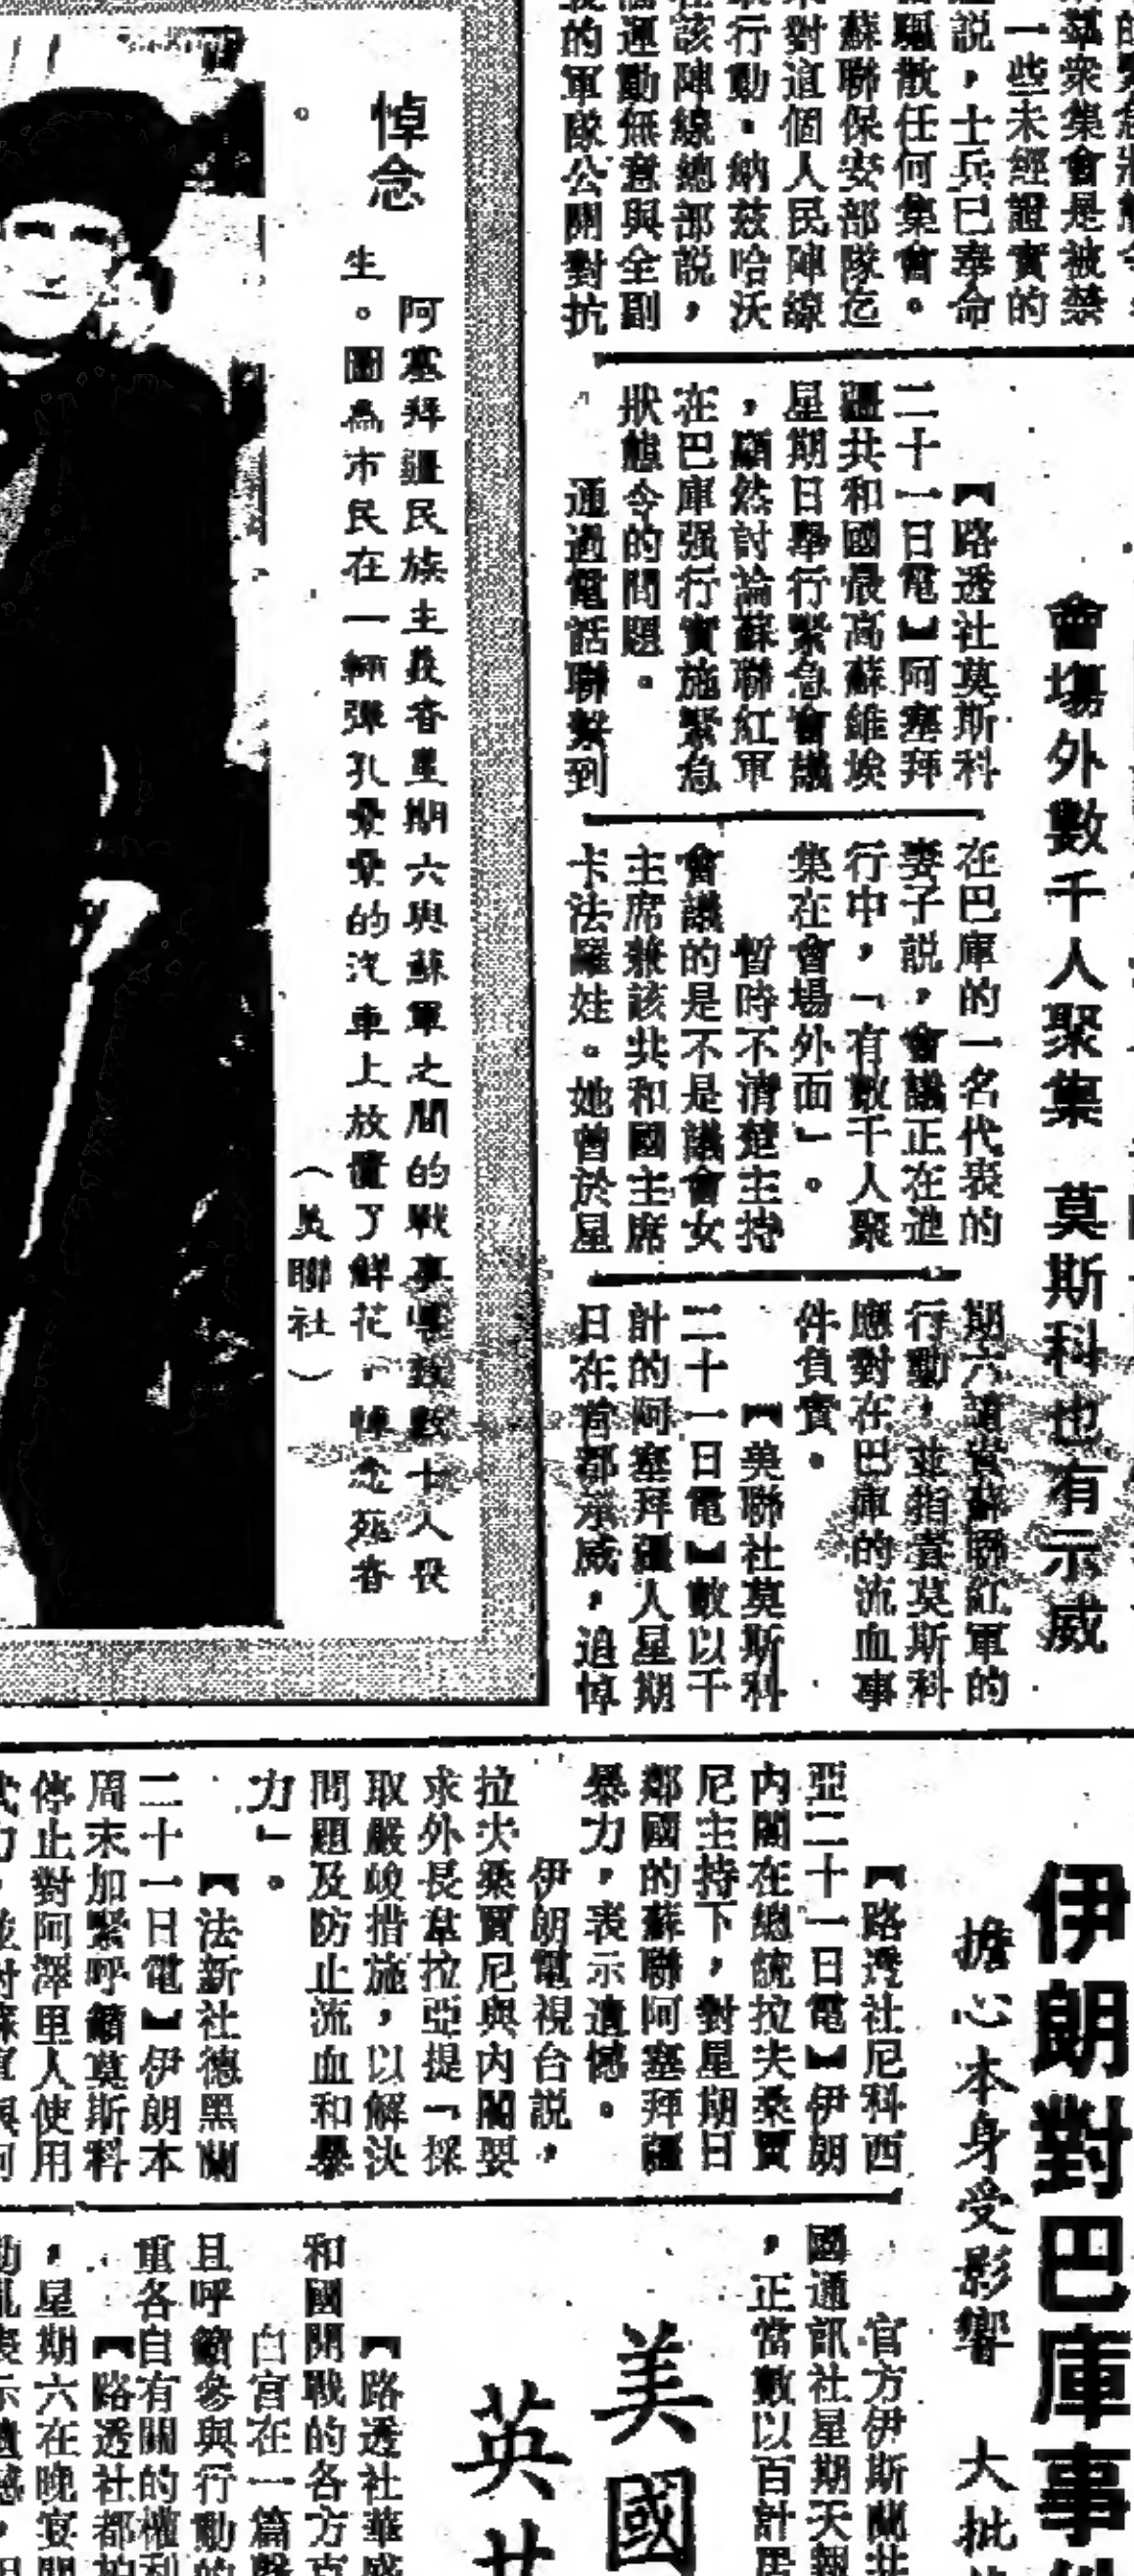 說，士兵已奉命
驅散任何集會。
蘇聯保安部隊迄
對這個人民陣線
行動。納茲哈沃
該陣線總部說，
運動無意與全副
的軍隊公開對抗
會場外數千人聚集 莫斯科也有示威
【路透社莫斯科
二十一日電】阿塞拜
疆共和國最高蘇維埃
星期日舉行緊急會議
，顯然討論蘇聯紅軍
在巴庫强行實施緊急
狀態令的問題。
通過電話聯繫到
在巴庫的一名代表的
妻子說，會議正在進
行中，「有數千人聚
集在會場外面」。
暫時不清楚主持
會議的是不是議會女
主席兼該共和國主席
卡法羅娃。她曾於星
期六譴責蘇聯紅軍的
行動，並指責莫斯科
應對在巴庫的流血事
件負責。
【美聯社莫斯科
二十一日電】數以千
計的阿塞拜疆人星期
日在首都示威，追悼
悼念
阿塞拜疆民族主義者星期六與蘇軍之間的戰事導致數十人喪
生。圖為市民在一輛彈孔纍纍的汽車上放置了鮮花，悼念死者
。
（美聯社）
伊朗對巴庫事
擔心本身受影響 大批
【路透社尼科西
亞二十一日電】伊朗
內閣在總統拉夫桑賈
尼主持下，對星期日
鄰國的蘇聯阿塞拜疆
暴力，表示遺憾。
伊朗電視台說，
拉夫桑賈尼與內閣要
求外長韋拉亞提「採
取嚴峻措施，以解決
問題及防止流血和暴
力」。
【法新社德黑蘭
二十一日電】伊朗本
周末加緊呼籲莫斯科
停止對阿澤里人使用
官方伊斯蘭共
國通訊社星期天報
，正當數以百計居
美國
英
【路透社華盛
和國開戰的各方克
白宮在一篇聲
且呼籲參與行動的
重各自有關的權利
【路透社都柏
，星期六在晚宴間